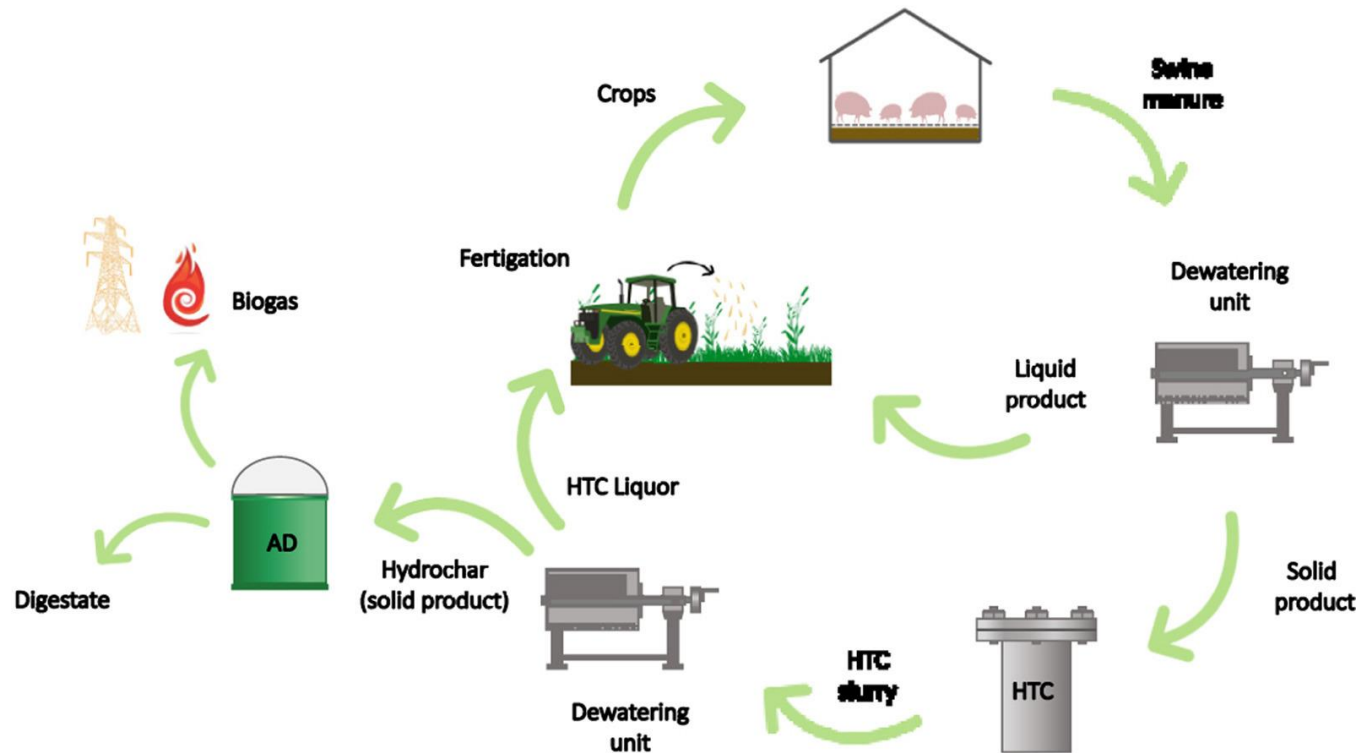 Crops
Swine
manure
Fertigation
Biogas
Dewatering
unit
Liquid
product
HTC Liquor
AD
Hydrochar
(solid product)
Digestate
Solid
product
HTC
HTC
slurry
Dewatering
unit